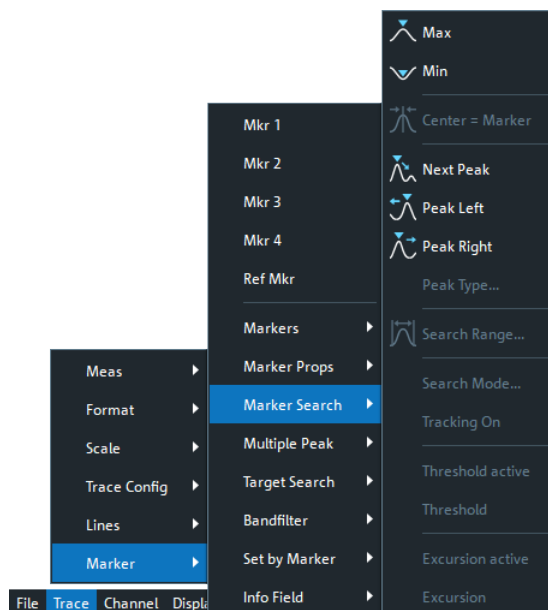 Max
Min
Center = Marker
Next Peak
Peak Left
Peak Right
Peak Type...
Search Range...
Search Mode...
Tracking On
Threshold active
Threshold
Excursion active
Excursion
Mkr 1
Mkr 2
Mkr 3
Mkr 4
Ref Mkr
Markers
Marker Props
Marker Search
Multiple Peak
Target Search
Bandfilter
Set by Marker
Info Field
Meas
Format
Scale
Trace Config
Lines
Marker
File Trace Channel